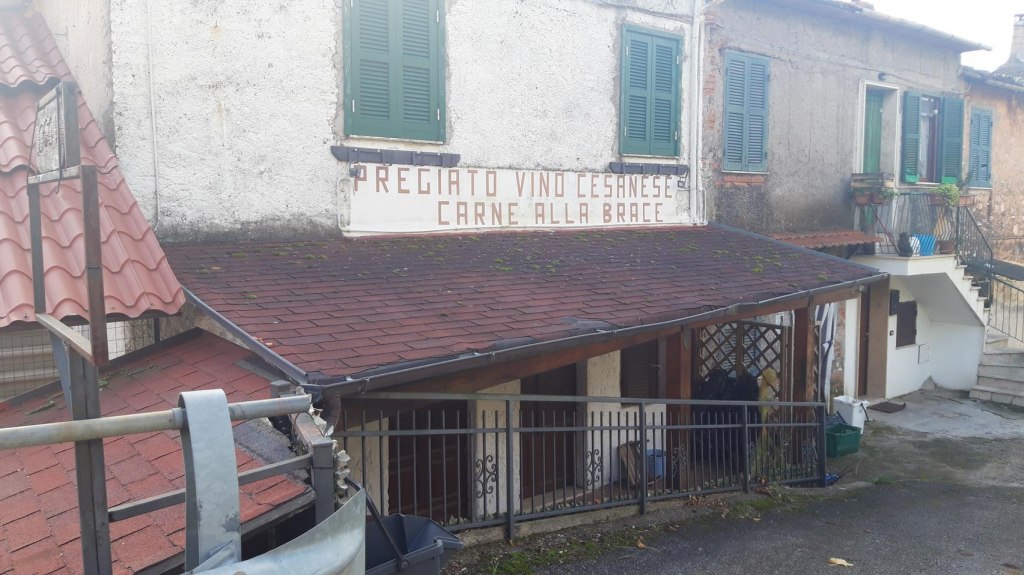 PREGIATO VINO CESANESE
CARNE ALLA BRACE